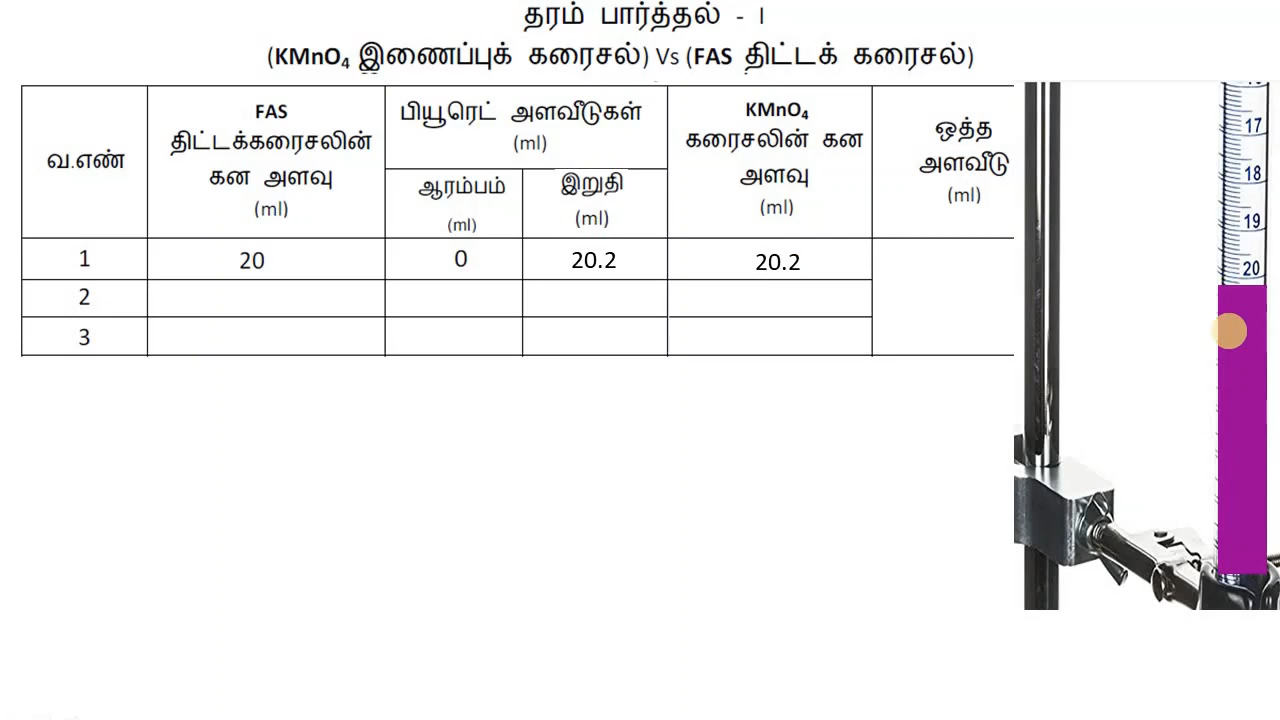 தரம் பார்த்தல் - I
(KMnO₄ இணைப்புக் கரைசல்) Vs (FAS திட்டக் கரைசல்)
வ.எண்
FAS
திட்டக்கரைசலின்
கன அளவு
(ml)
பியூரெட் அளவீடுகள்
(ml)
ஆரம்பம்
(ml)
இறுதி
(ml)
KMnO₄
கரைசலின் கன
அளவு
(ml)
ஒத்த
அளவீடு
(ml)
1 20 0 20.2 20.2
2
3
17
18
19
20